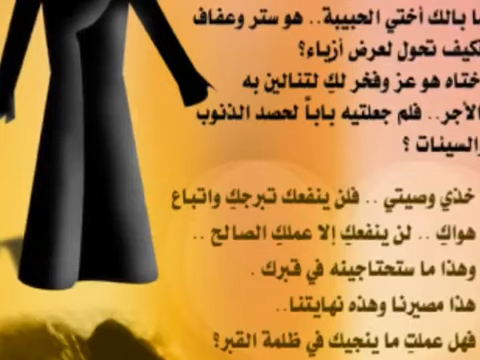 ما بالك أختي الحبيبة.. هو ستر وعفاف
فكيف تحول لعرض أزياء؟
أختاه هو عز وفخر لكِ لتنالين به
الأجر.. فلم جعلتيه باباً لحصد الذنوب
والسيئات ؟
خذي وصيتي .. فلن ينفعك تبرجكِ واتباع
هواكِ .. لن ينفعكِ إلا عملكِ الصالح ..
وهذا ما ستحتاجينه في قبرك .
هذا مصيرنا وهذه نهايتنا..
فهل عملتِ ما ينجيكِ في ظلمة القبر؟